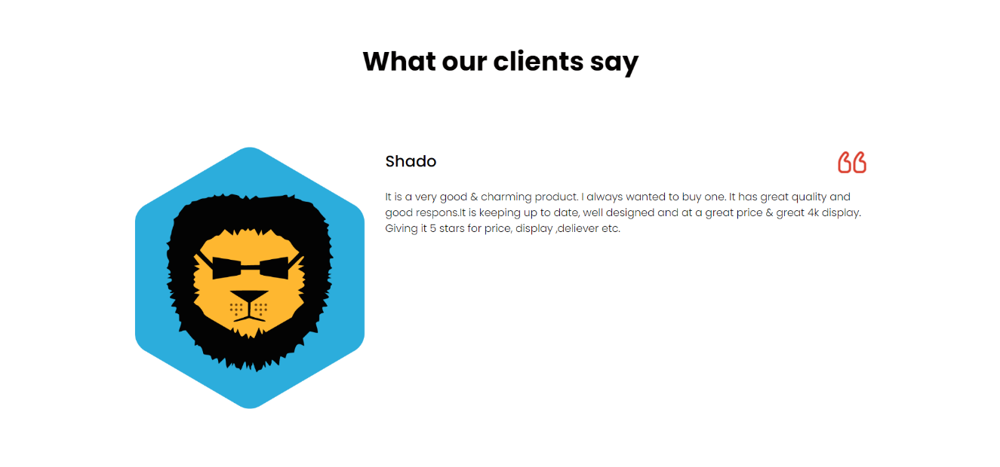 What our clients say
Shado
It is a very good & charming product. I always wanted to buy one. It has great quality and
good respons.It is keeping up to date, well designed and at a great price & great 4k display.
Giving it 5 stars for price, display ,deliever etc.